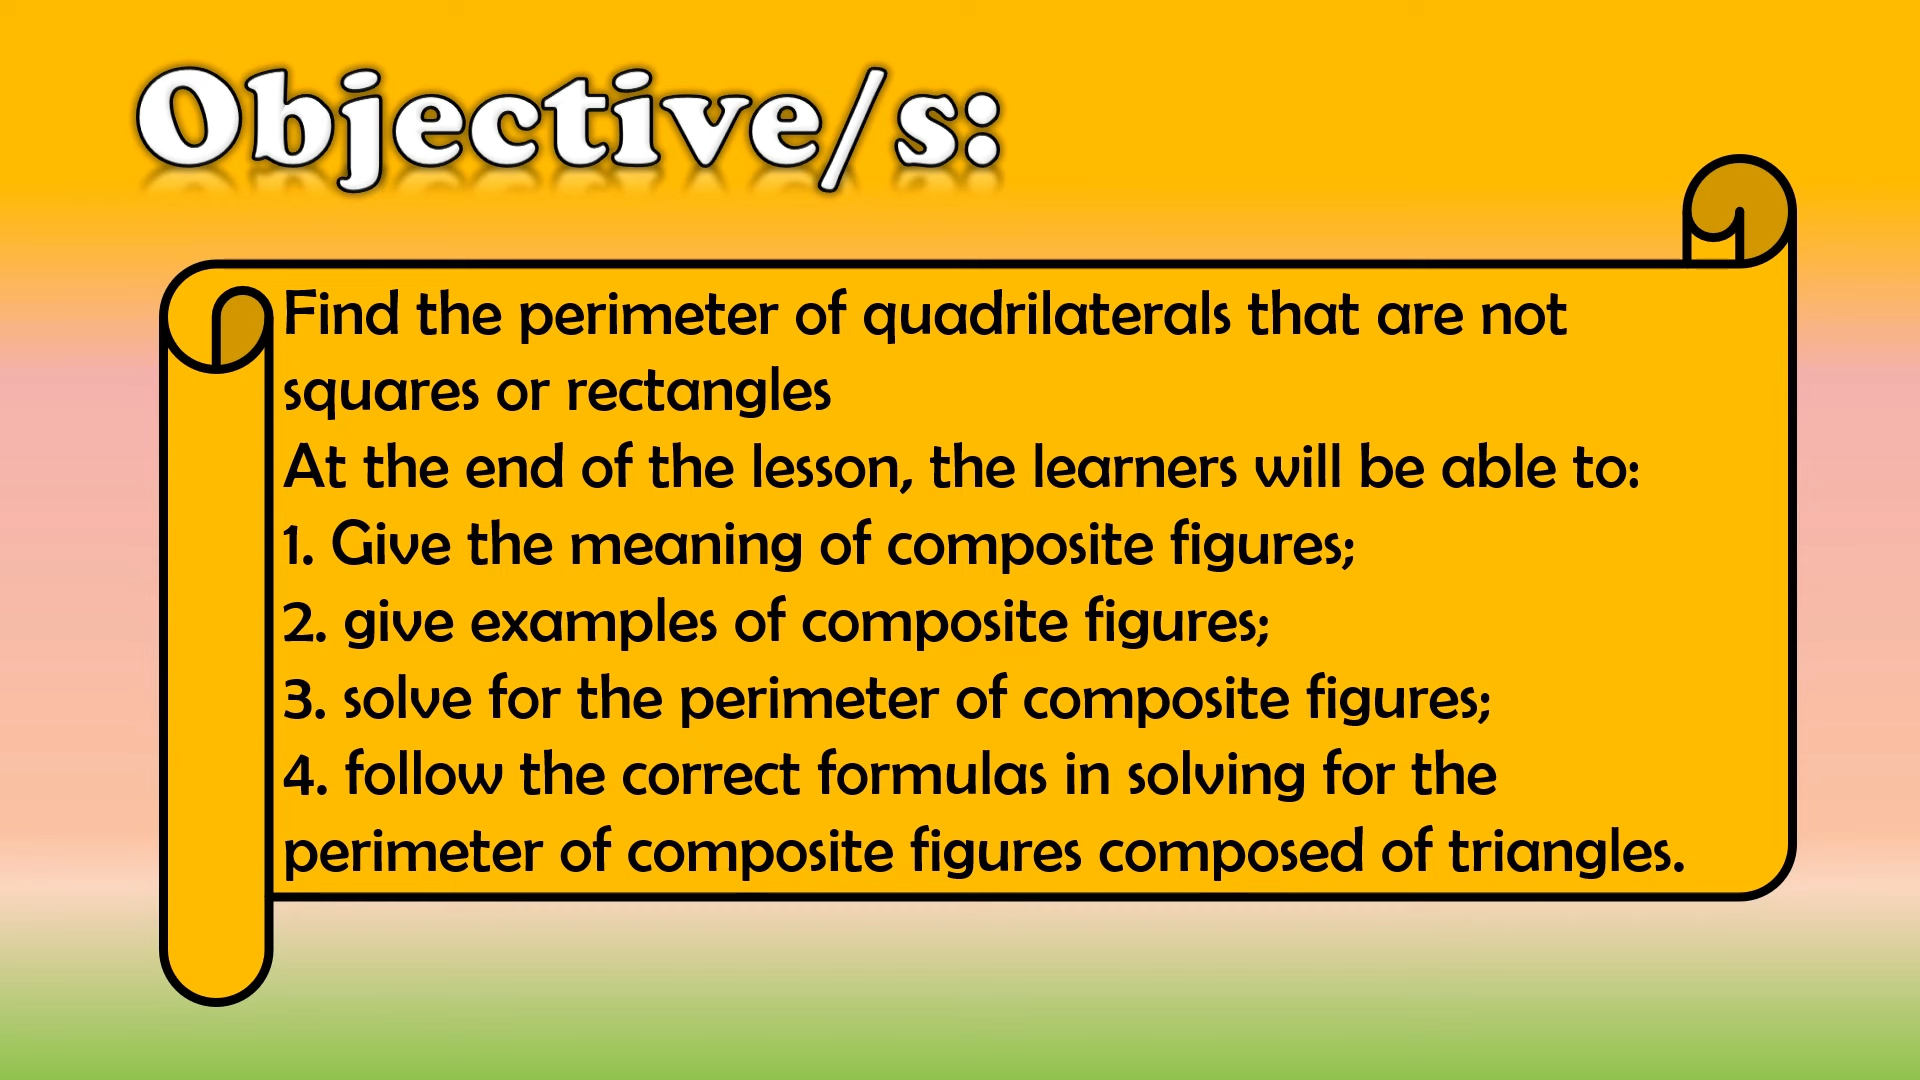 Objective/s:
Find the perimeter of quadrilaterals that are not
squares or rectangles
At the end of the lesson, the learners will be able to:
1. Give the meaning of composite figures;
2. give examples of composite figures;
3. solve for the perimeter of composite figures;
4. follow the correct formulas in solving for the
perimeter of composite figures composed of triangles.